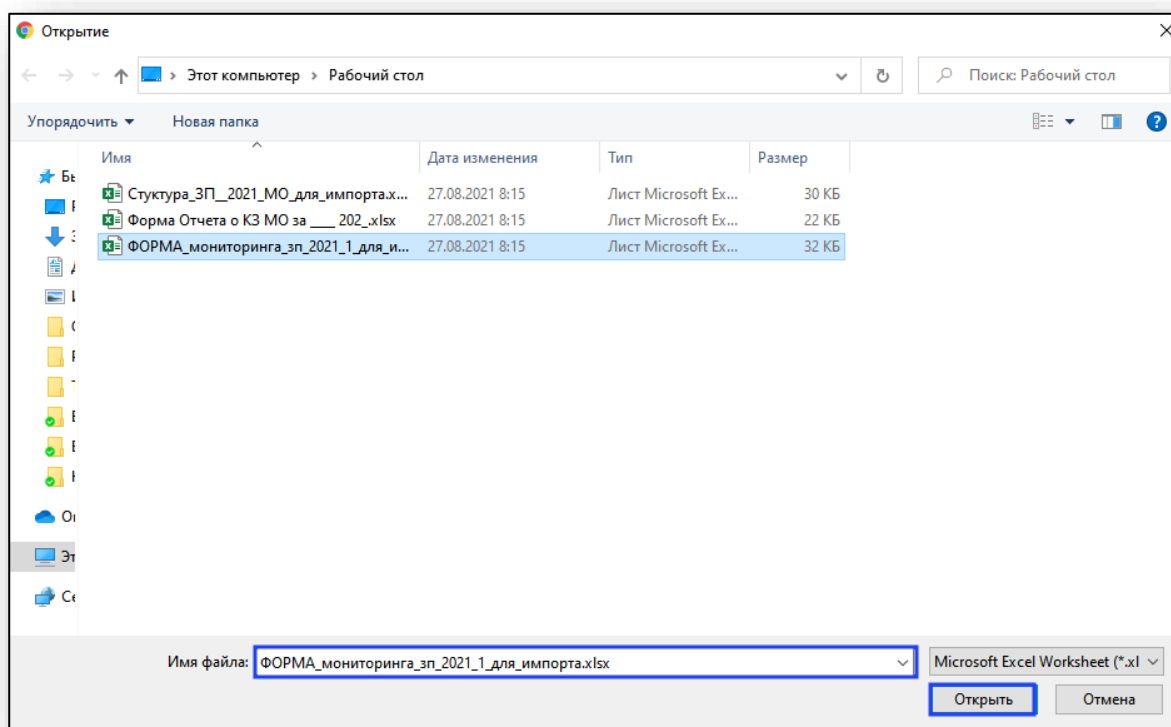 Открытие
Этот компьютер › Рабочий стол
Поиск: Рабочий стол
Упорядочить Новая папка
Имя Дата изменения Тип Размер
Стуктура_ЗП__2021_МО_для_импорта.x... 27.08.2021 8:15 Лист Microsoft Ex... 30 КБ
Форма Отчета о КЗ МО за ___ 202_.xlsx 27.08.2021 8:15 Лист Microsoft Ex... 22 КБ
ФОРМА_мониторинга_зп_2021_1_для_и... 27.08.2021 8:15 Лист Microsoft Ex... 32 КБ
Имя файла: ФОРМА_мониторинга_зп_2021_1_для_импорта.xlsx
Microsoft Excel Worksheet (*.xl
Открыть Отмена